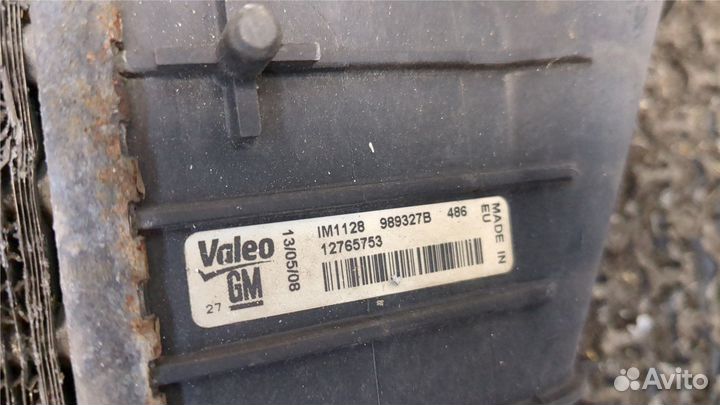 Valeo
GM
27
13/05/08
IM1128 989327B 486
12765753
MADE IN
EU
Avito